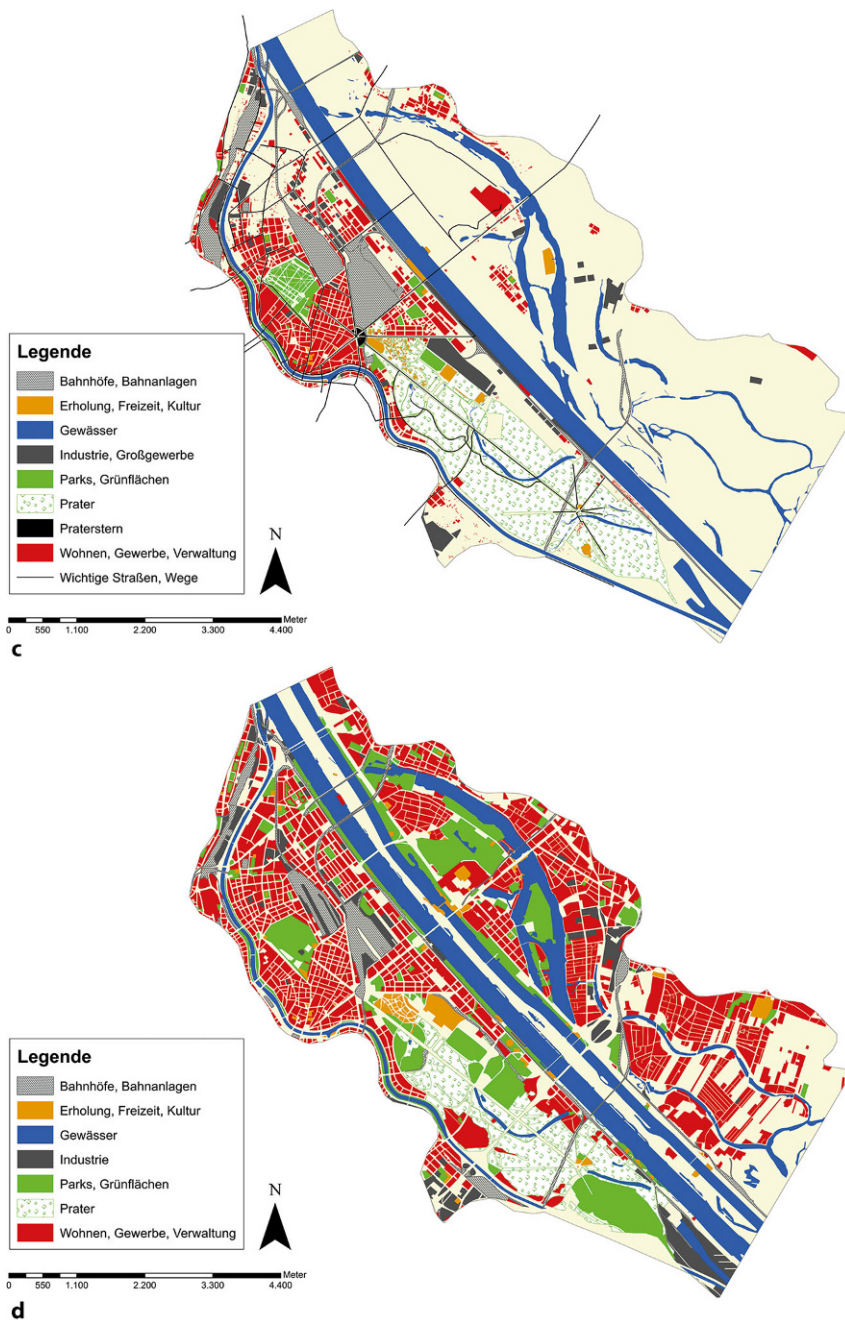 Legende
Bahnhöfe, Bahnanlagen
Erholung, Freizeit, Kultur
Gewässer
Industrie, Großgewerbe
Parks, Grünflächen
Prater
Praterstern
Wohnen, Gewerbe, Verwaltung
Wichtige Straßen, Wege
N
Meter
0 550 1.100 2.200 3.300 4.400
c
Legende
Bahnhöfe, Bahnanlagen
Erholung, Freizeit, Kultur
Gewässer
Industrie
Parks, Grünflächen
Prater
Wohnen, Gewerbe, Verwaltung
N
Meter
0 550 1.100 2.200 3.300 4.400
d